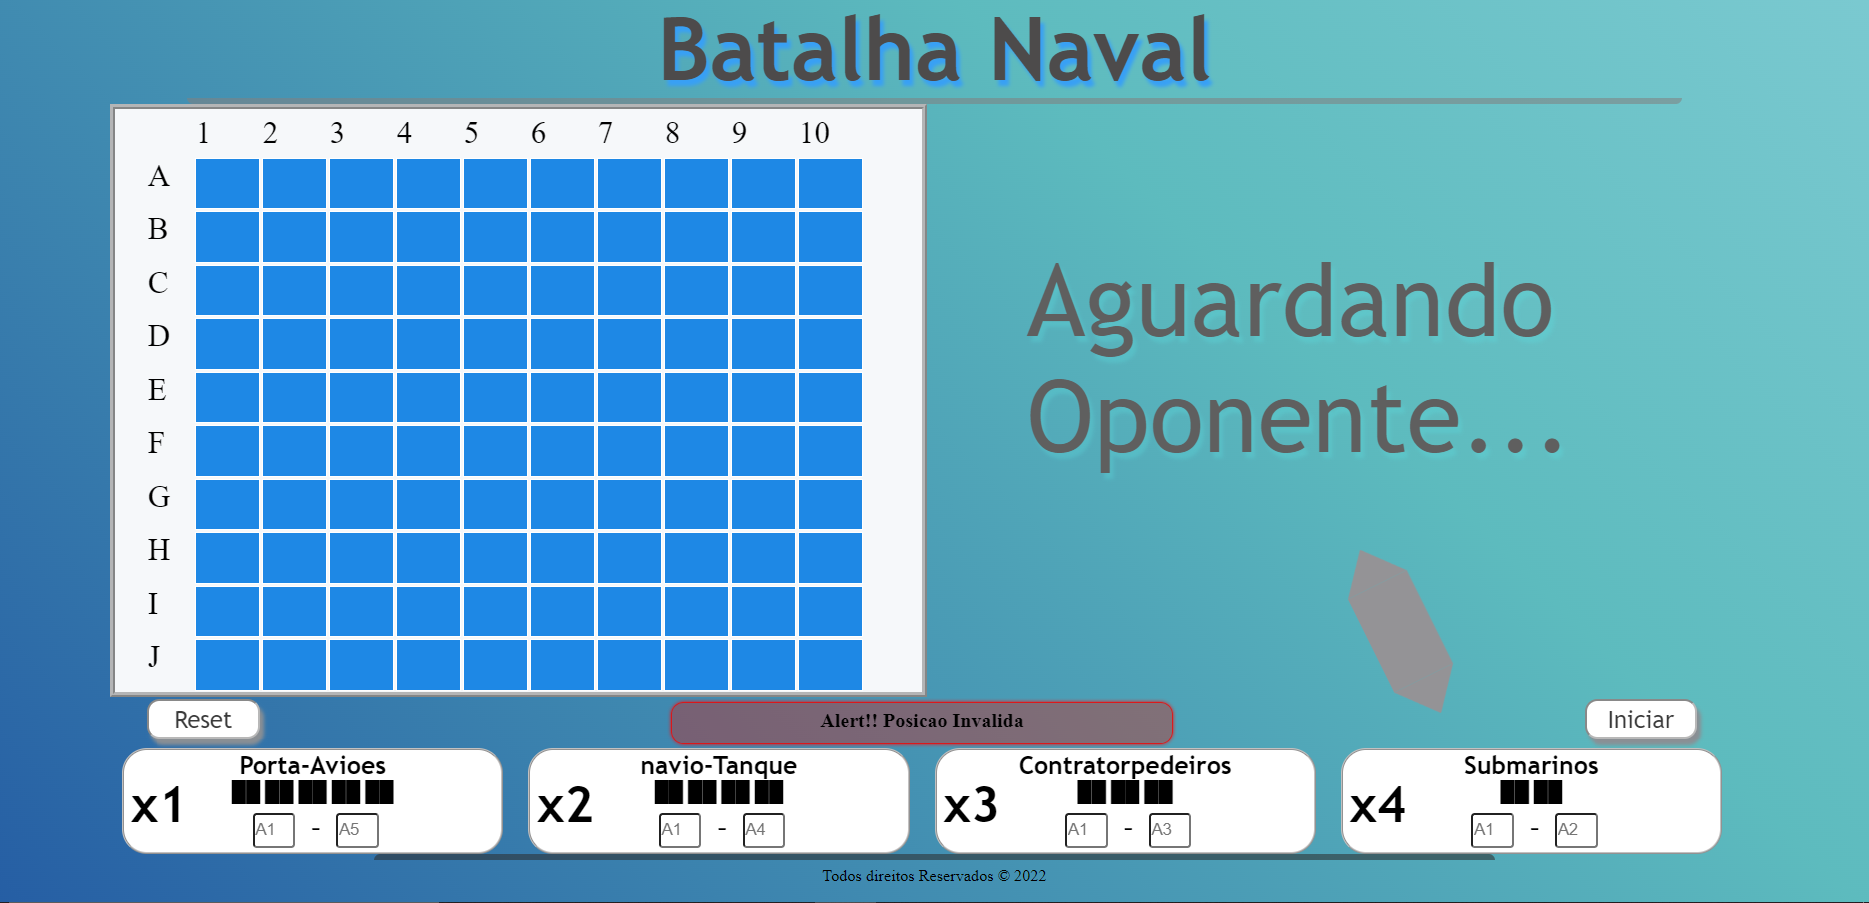 Batalha Naval
1 2 3 4 5 6 7 8 9 10
A
B
C
D
E
F
G
H
I
J
Aguardando
Oponente...
Reset
Alert!! Posicao Invalida
Iniciar
Porta-Avioes
x1
A1 - A5
navio-Tanque
x2
A1 - A4
Contratorpedeiros
x3
A1 - A3
Submarinos
x4
A1 - A2
Todos direitos Reservados © 2022